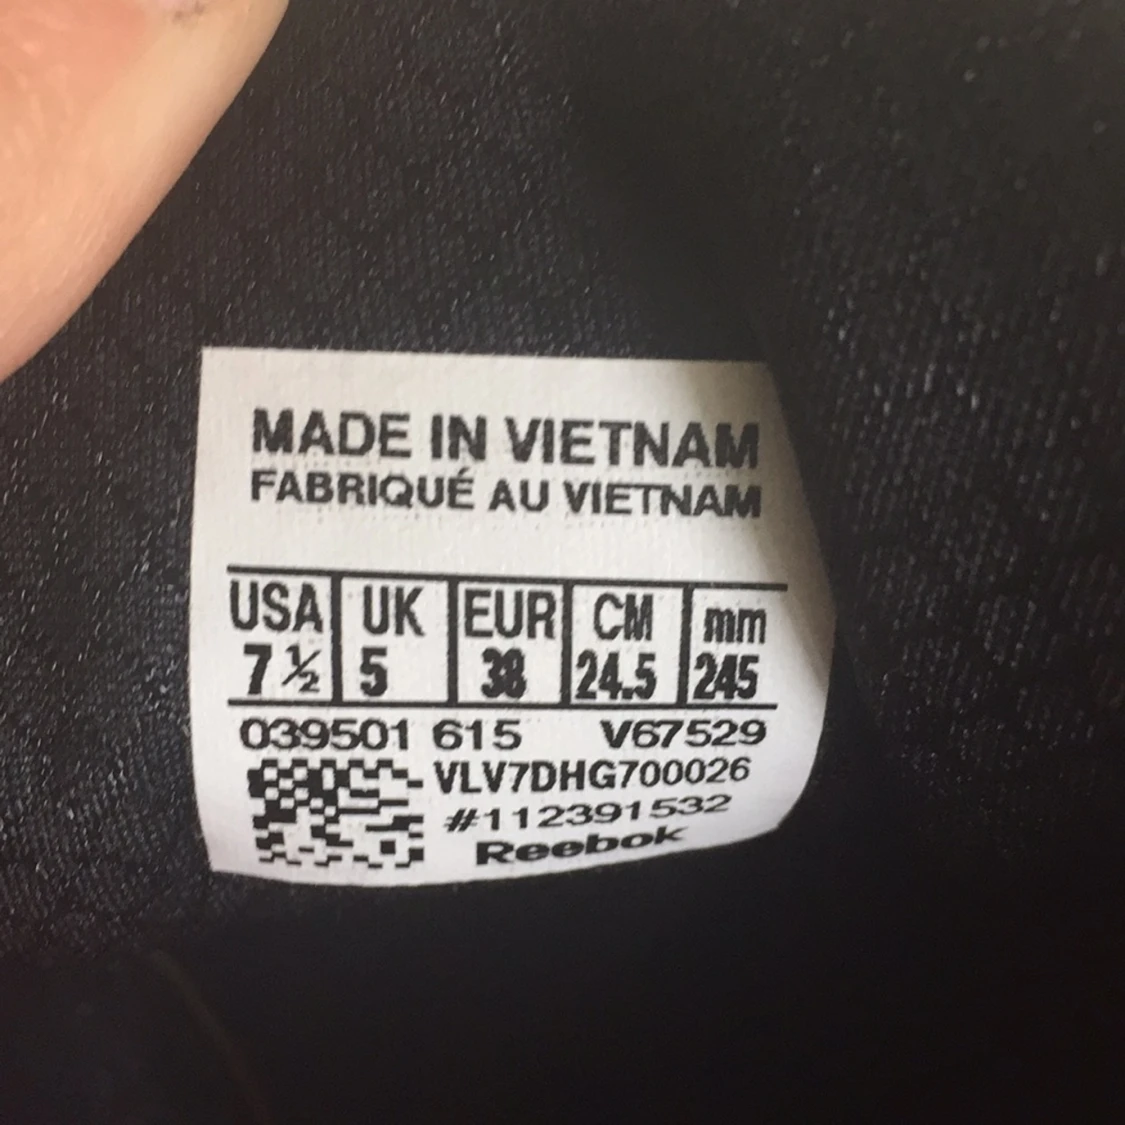 MADE IN VIETNAM
FABRIQUÉ AU VIETNAM
USA UK EUR CM mm
7 ½ 5 38 24.5 245
039501 615 V67529
VLV7DHG700026
#112391532
Reebok